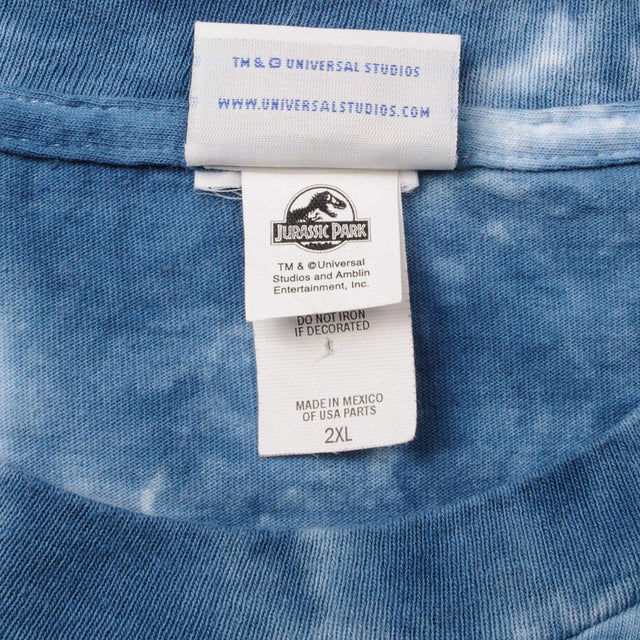 TM & © UNIVERSAL STUDIOS
WWW.UNIVERSALSTUDIOS.COM
JURASSIC PARK
TM & © Universal
Studios and Amblin
Entertainment, Inc.
DO NOT IRON
IF DECORATED
MADE IN MEXICO
OF USA PARTS
2XL